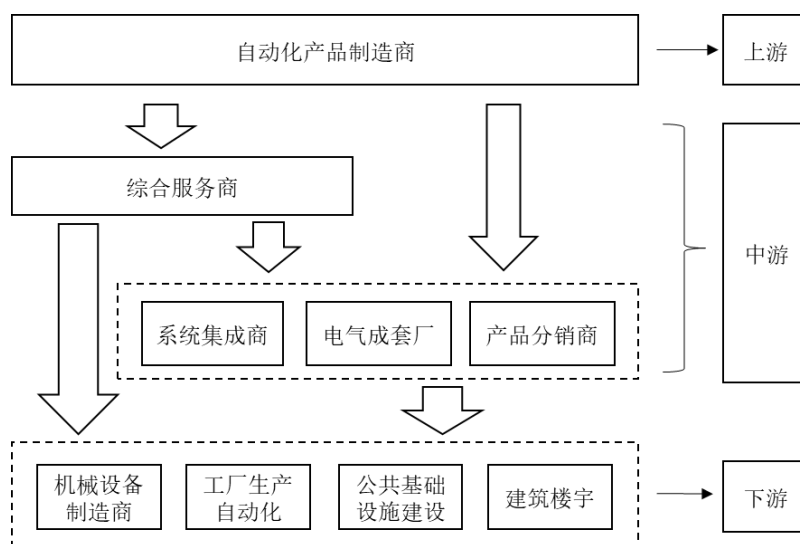 自动化产品制造商
上游
综合服务商
中游
系统集成商
电气成套厂
产品分销商
机械设备
制造商
工厂生产
自动化
公共基础
设施建设
建筑楼宇
下游